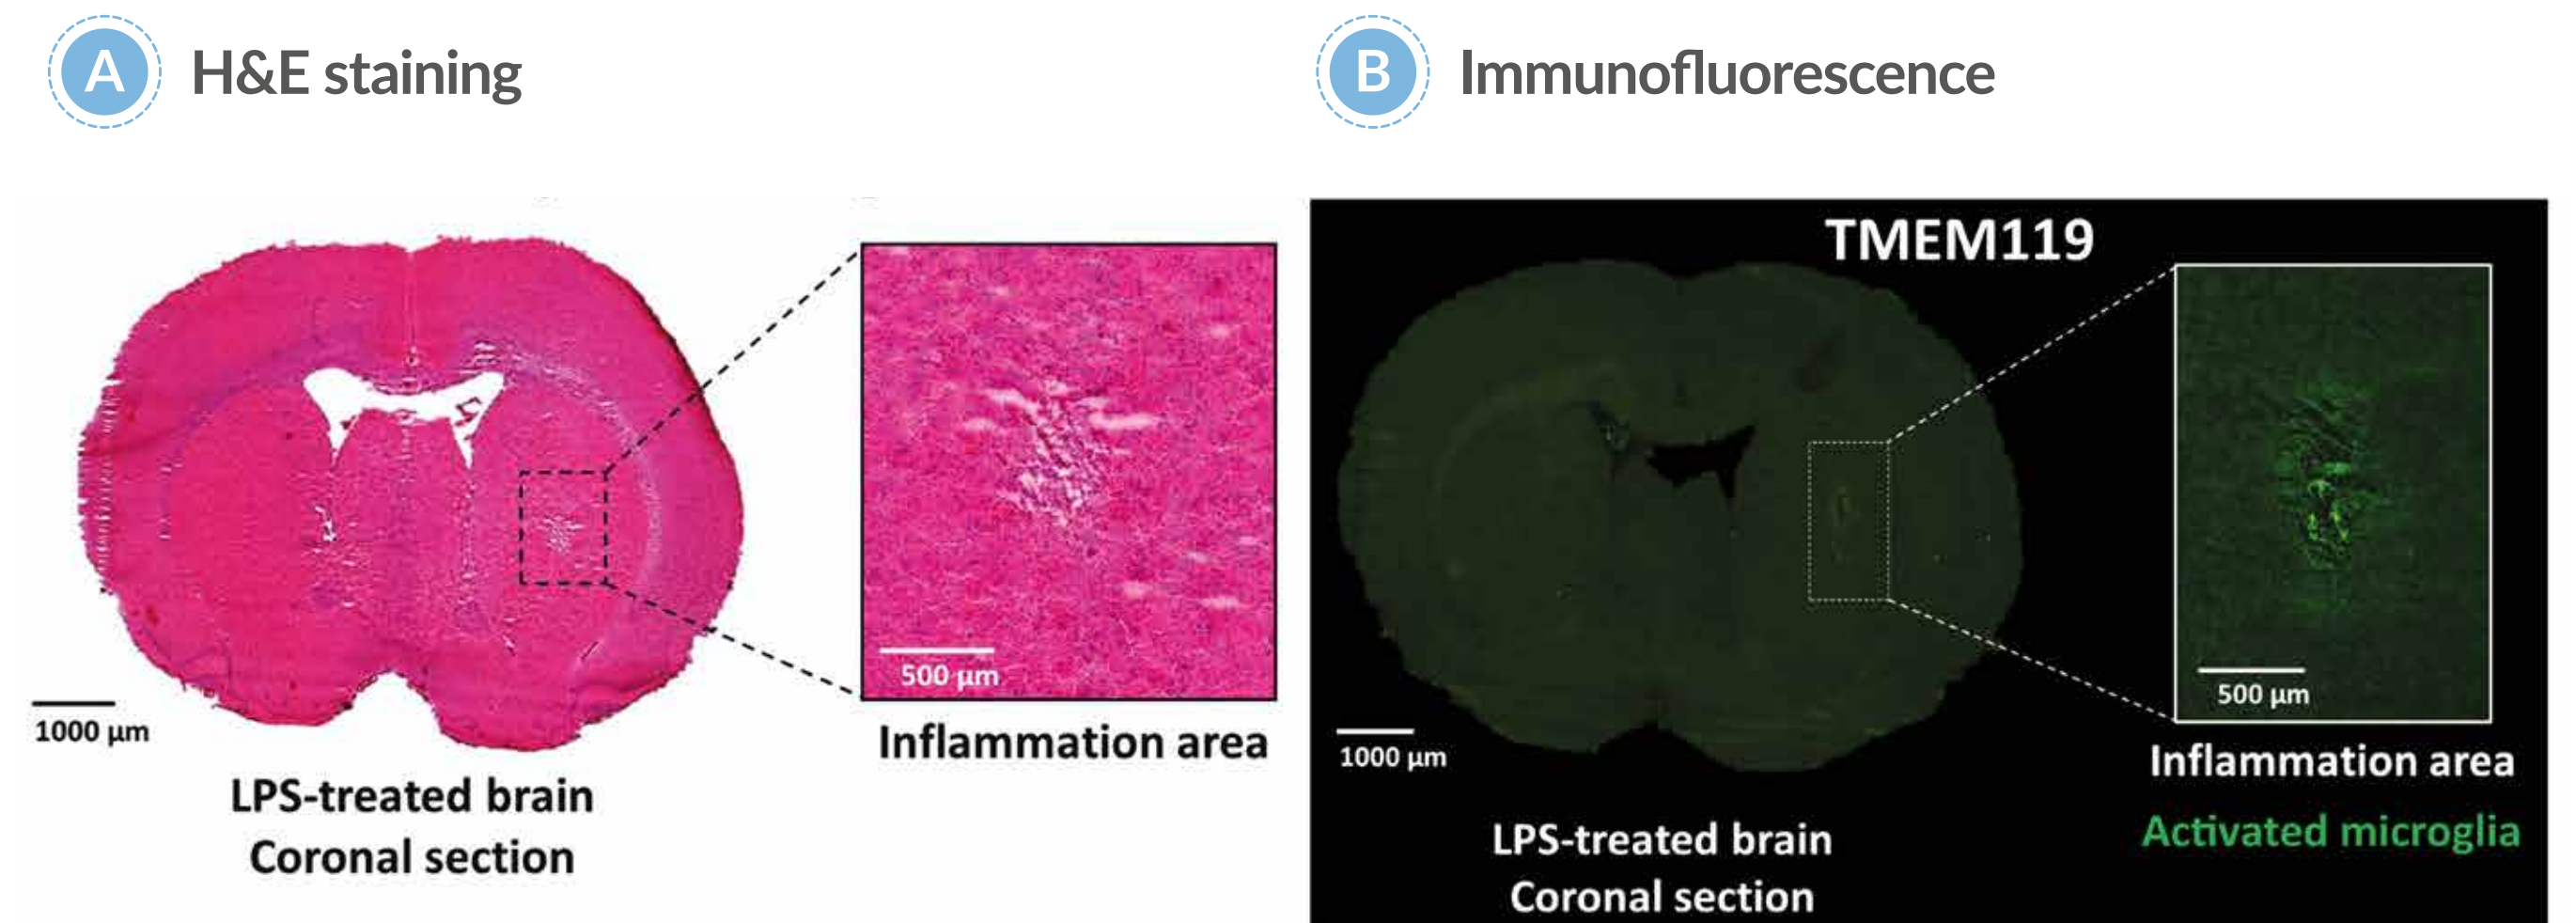 A H&E staining
B Immunofluorescence
500 µm
1000 µm
Inflammation area
LPS-treated brain
Coronal section
TMEM119
500 µm
1000 µm
Inflammation area
Activated microglia
LPS-treated brain
Coronal section